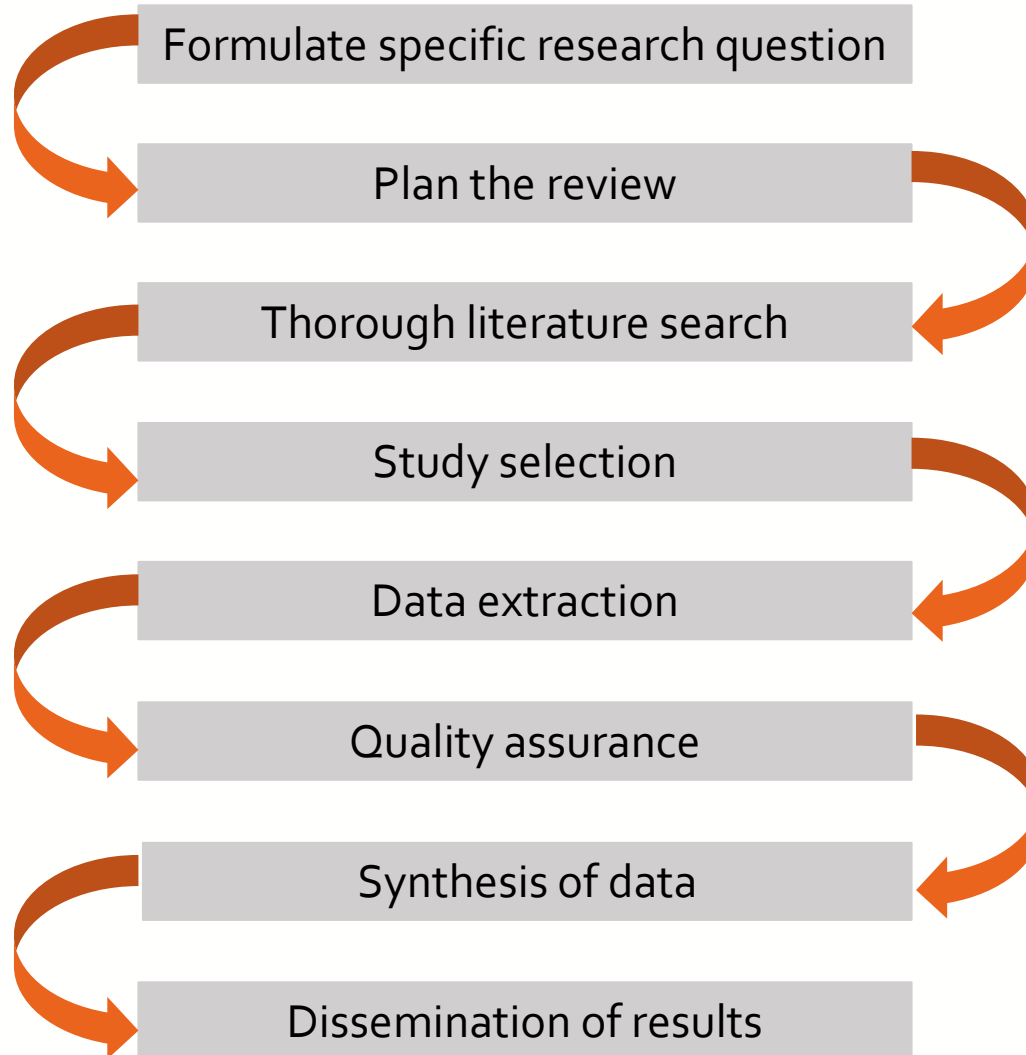 Formulate specific research question
Plan the review
Thorough literature search
Study selection
Data extraction
Quality assurance
Synthesis of data
Dissemination of results